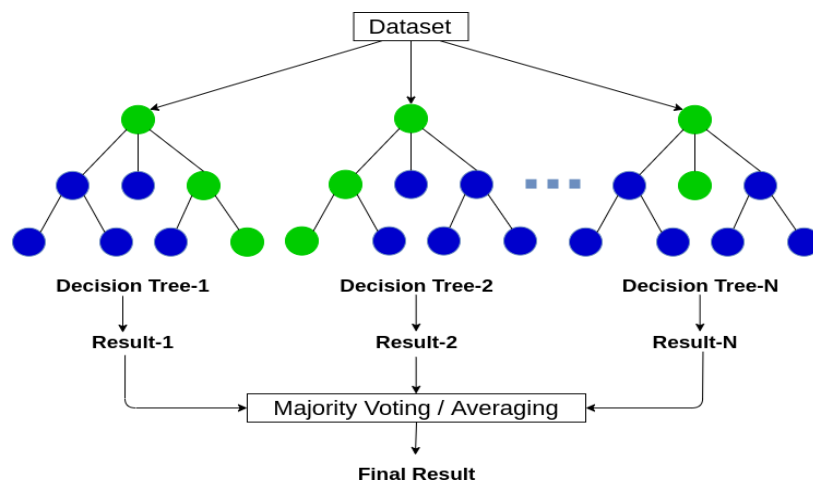 Dataset
Decision Tree-1
Decision Tree-2
Decision Tree-N
Result-1
Result-2
Result-N
Majority Voting / Averaging
Final Result